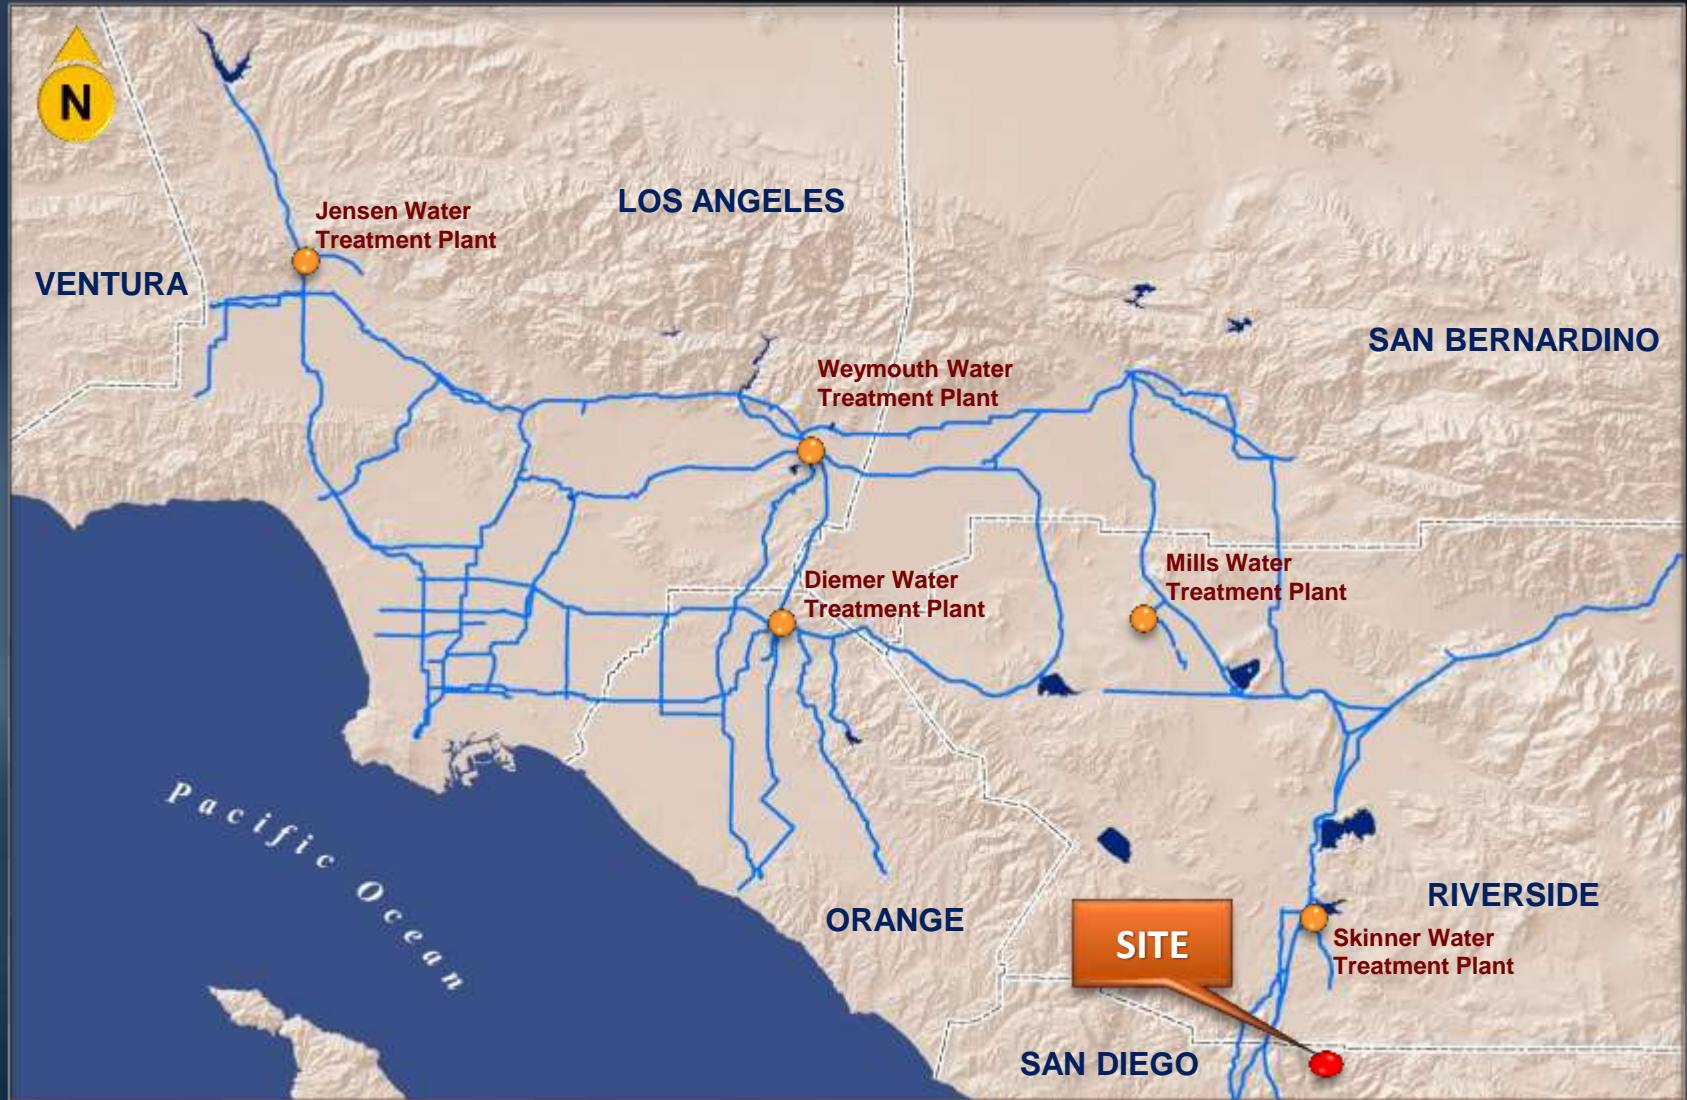 N
LOS ANGELES
Jensen Water
Treatment Plant
VENTURA
SAN BERNARDINO
Weymouth Water
Treatment Plant
Mills Water
Treatment Plant
Diemer Water
Treatment Plant
Pacific Ocean
RIVERSIDE
ORANGE
SITE
Skinner Water
Treatment Plant
SAN DIEGO